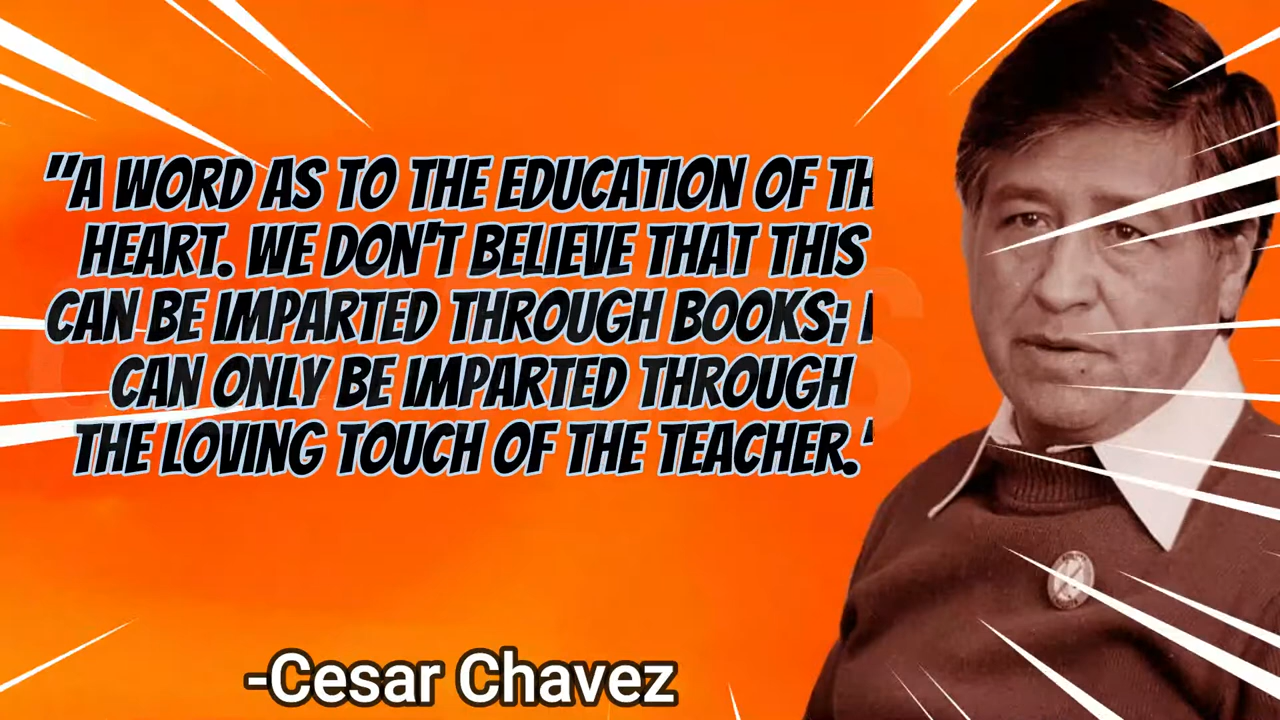 "A WORD AS TO THE EDUCATION OF TH
HEART. WE DON'T BELIEVE THAT THIS
CAN BE IMPARTED THROUGH BOOKS;
CAN ONLY BE IMPARTED THROUGH
THE LOVING TOUCH OF THE TEACHER."
-Cesar Chavez